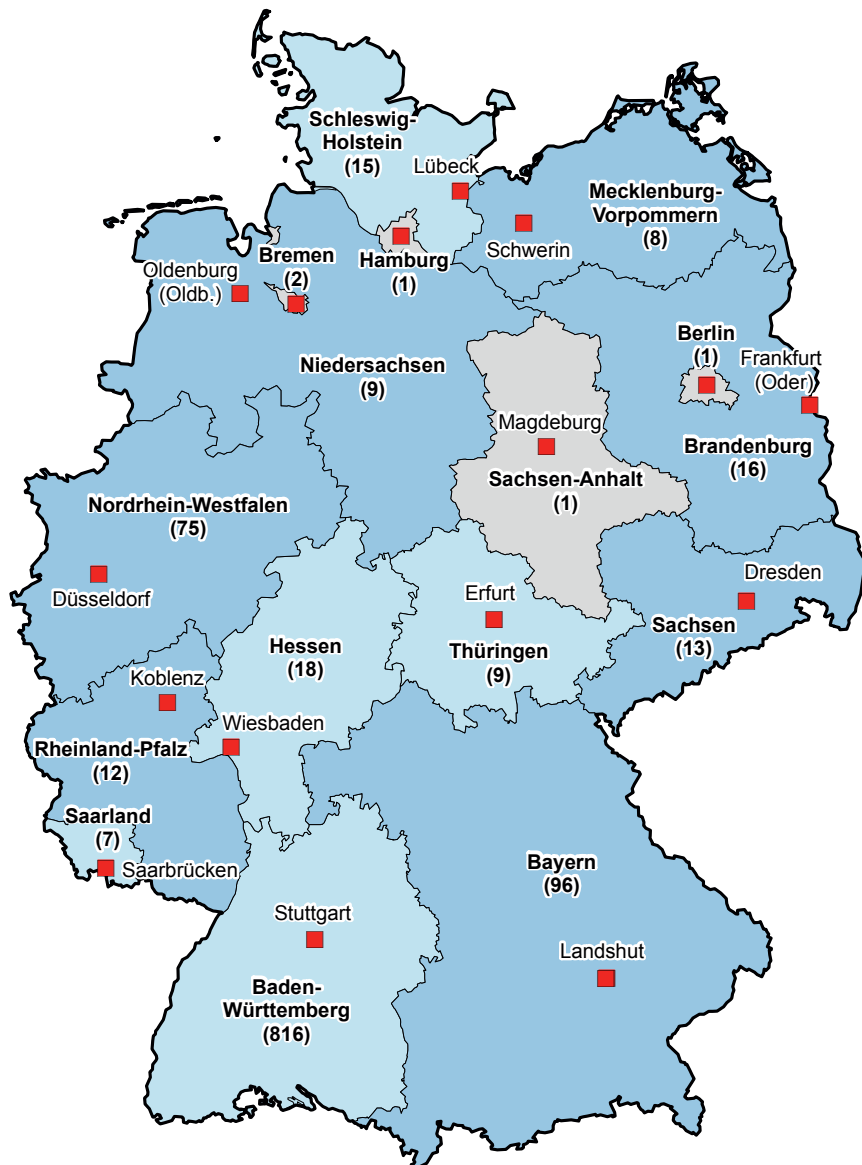 Schleswig-
Holstein
(15)
Lübeck
Mecklenburg-
Vorpommern
(8)
Schwerin
Hamburg
(1)
Bremen
(2)
Oldenburg
(Oldb.)
Niedersachsen
(9)
Berlin
(1)
Frankfurt
(Oder)
Brandenburg
(16)
Magdeburg
Sachsen-Anhalt
(1)
Nordrhein-Westfalen
(75)
Düsseldorf
Dresden
Sachsen
(13)
Erfurt
Thüringen
(9)
Hessen
(18)
Koblenz
Wiesbaden
Rheinland-Pfalz
(12)
Saarland
(7)
Saarbrücken
Bayern
(96)
Stuttgart
Landshut
Baden-
Württemberg
(816)